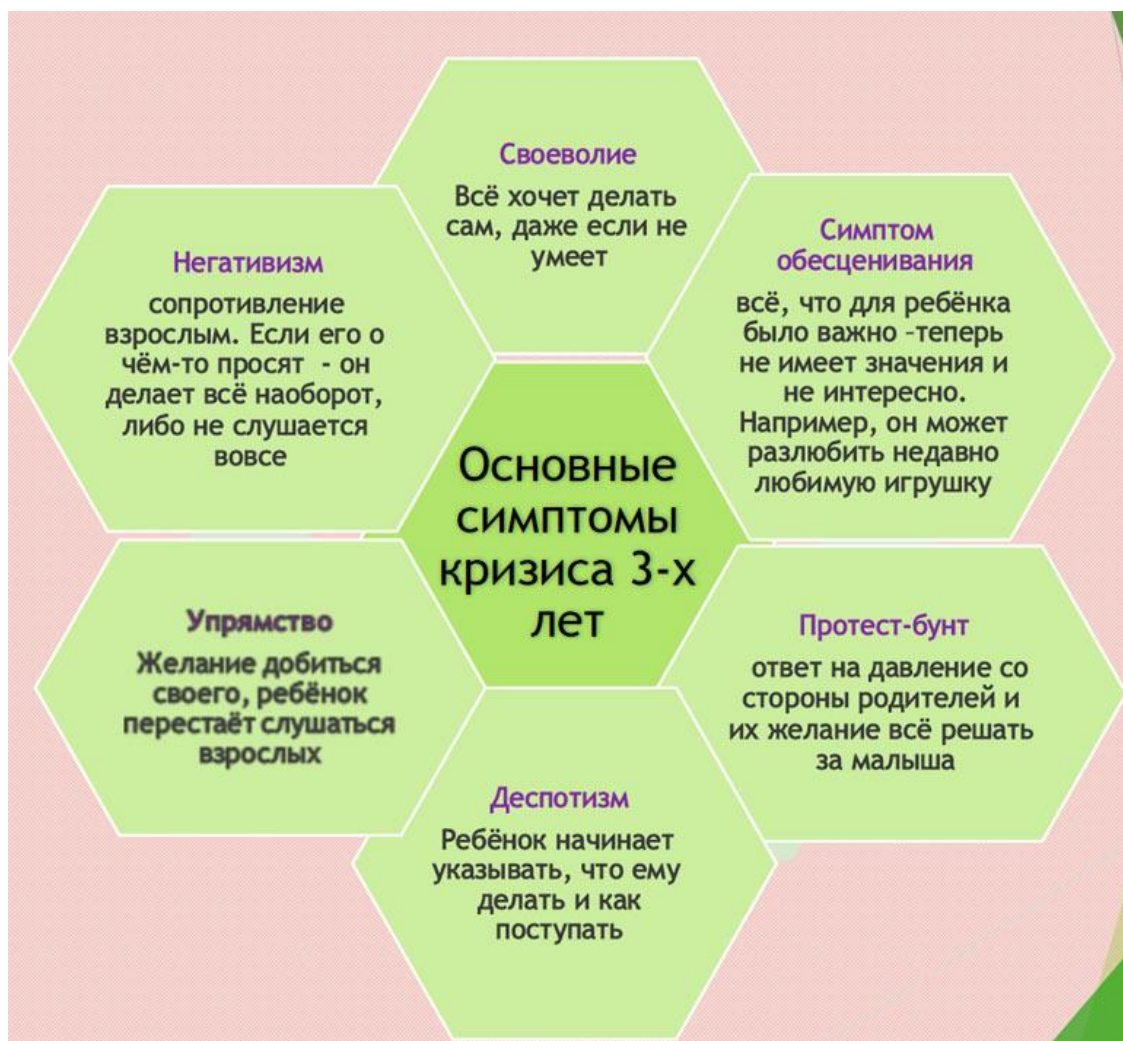 Своеволие
Всё хочет делать
сам, даже если не
умеет
Негативизм
сопротивление
взрослым. Если его о
чём-то просят - он
делает всё наоборот,
либо не слушается
вовсе
Симптом
обесценивания
всё, что для ребёнка
было важно –теперь
не имеет значения и
не интересно.
Например, он может
разлюбить недавно
любимую игрушку
Основные
симптомы
кризиса 3-х
лет
Упрямство
Желание добиться
своего, ребёнок
перестаёт слушаться
взрослых
Протест-бунт
ответ на давление со
стороны родителей и
их желание всё решать
за малыша
Деспотизм
Ребёнок начинает
указывать, что ему
делать и как
поступать